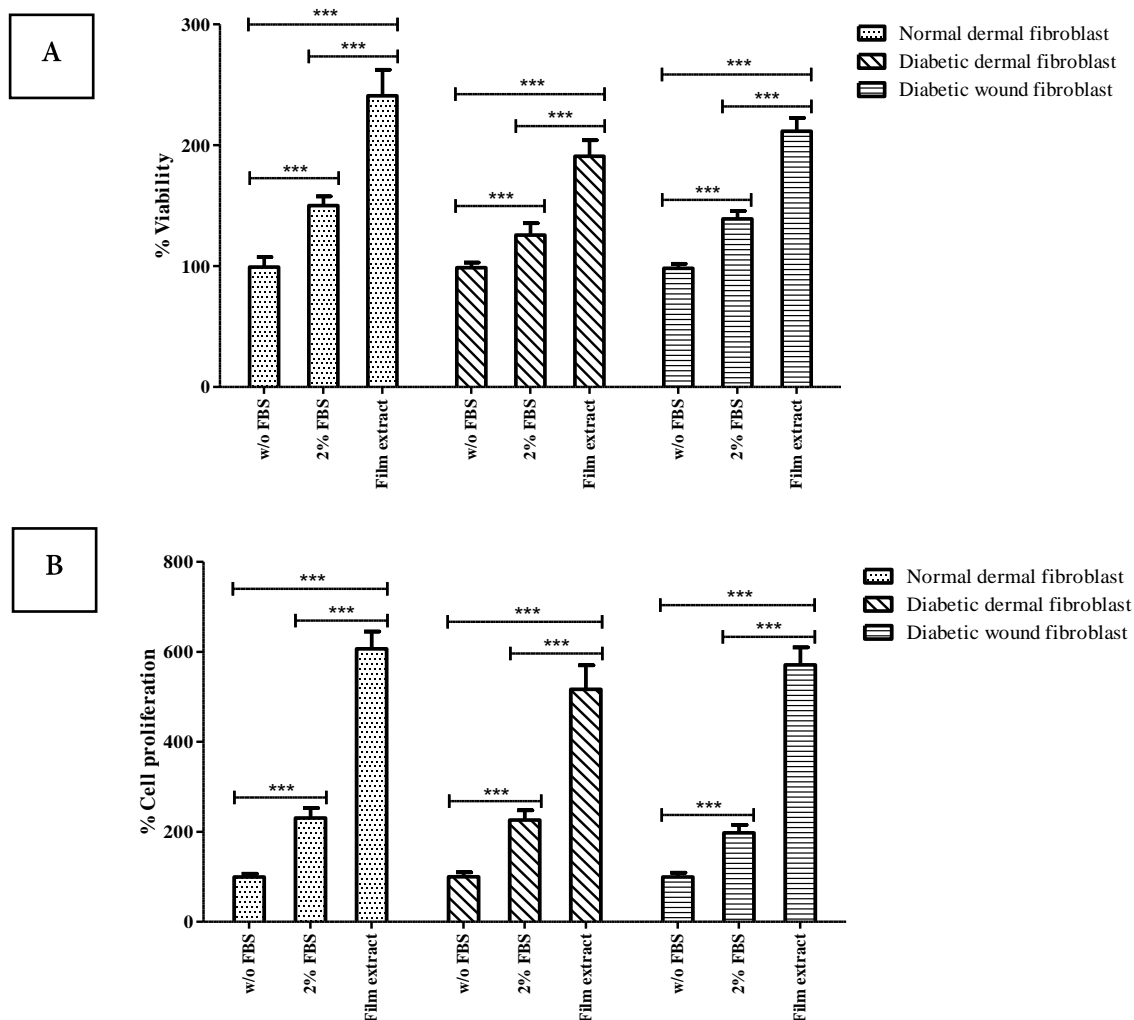 A
300
200
100
0
% Viability
***
***
***
***
***
***
***
***
***
w/o FBS
2% FBS
Film extract
w/o FBS
2% FBS
Film extract
w/o FBS
2% FBS
Film extract
Normal dermal fibroblast
Diabetic dermal fibroblast
Diabetic wound fibroblast
B
800
600
400
200
0
% Cell proliferation
***
***
***
***
***
***
***
***
***
w/o FBS
2% FBS
Film extract
w/o FBS
2% FBS
Film extract
w/o FBS
2% FBS
Film extract
Normal dermal fibroblast
Diabetic dermal fibroblast
Diabetic wound fibroblast